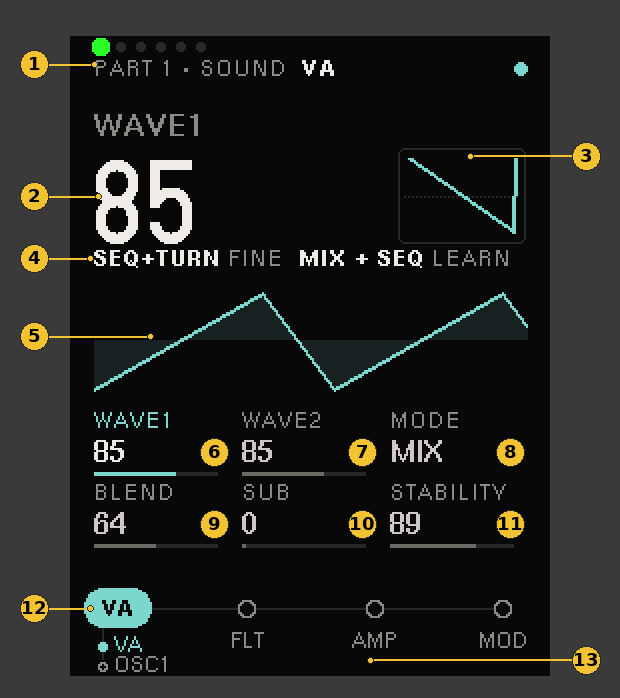 1 PART 1 · SOUND VA
WAVE1
3
2 85
4 SEQ+TURN FINE MIX + SEQ LEARN
5
WAVE1 WAVE2 MODE
85 6 85 7 MIX 8
BLEND SUB STABILITY
64 9 0 10 89 11
12 VA
FLT AMP MOD
VA
13
OSC1